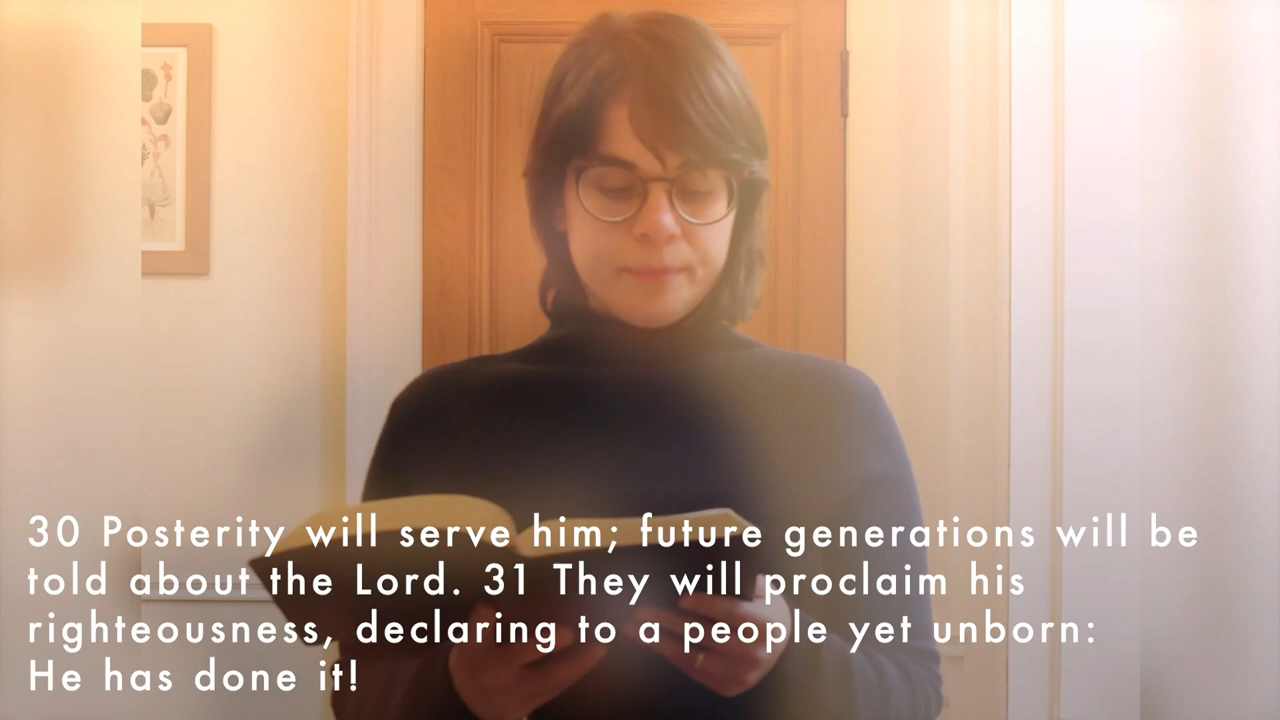 30 Posterity will serve him; future generations will be
told about the Lord. 31 They will proclaim his
righteousness, declaring to a people yet unborn:
He has done it!